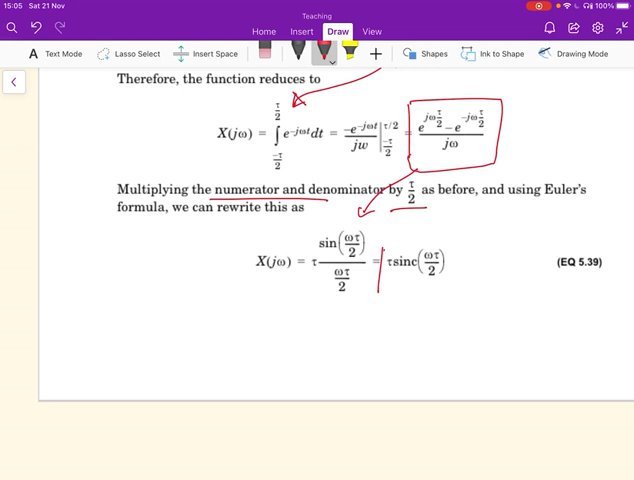 15:05 Sat 21 Nov
100%
Teaching
Home Insert Draw View
A Text Mode Lasso Select Insert Space Shapes Ink to Shape Drawing Mode
Therefore, the function reduces to
X(jω) = ∫_{-τ/2}^{τ/2} e^{-jωt} dt = -e^{-jωt}/jw |_{-τ/2}^{τ/2} = (e^{jω τ/2} - e^{-jω τ/2})/jω
Multiplying the numerator and denominator by τ/2 as before, and using Euler's
formula, we can rewrite this as
X(jω) = τ sin(ωτ/2)/(ωτ/2) = τsinc(ωτ/2) (EQ 5.39)